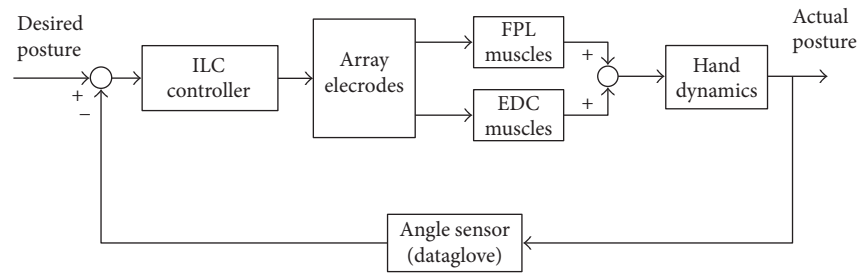 Desired
posture
+
−
ILC
controller
Array
elecrodes
FPL
muscles
EDC
muscles
+
+
Hand
dynamics
Actual
posture
Angle sensor
(dataglove)